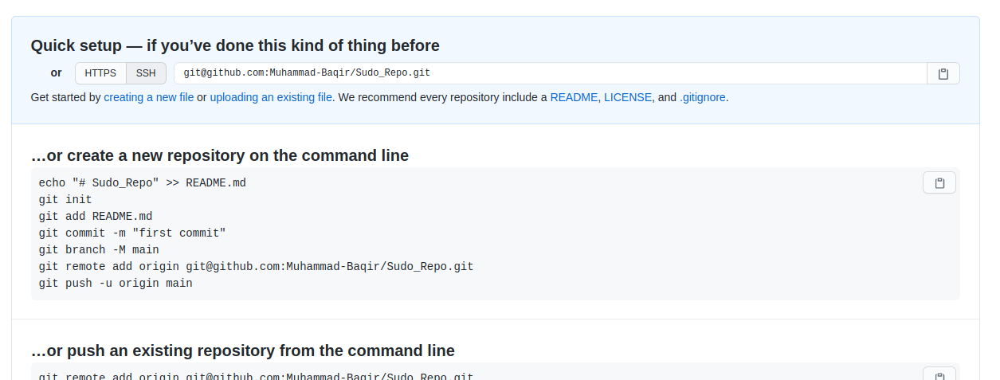 Quick setup — if you’ve done this kind of thing before
or HTTPS SSH git@github.com:Muhammad-Baqir/Sudo_Repo.git
Get started by creating a new file or uploading an existing file. We recommend every repository include a README, LICENSE, and .gitignore.
…or create a new repository on the command line
echo "# Sudo_Repo" >> README.md
git init
git add README.md
git commit -m "first commit"
git branch -M main
git remote add origin git@github.com:Muhammad-Baqir/Sudo_Repo.git
git push -u origin main
…or push an existing repository from the command line
git remote add origin git@github.com:Muhammad-Baqir/Sudo_Repo.git